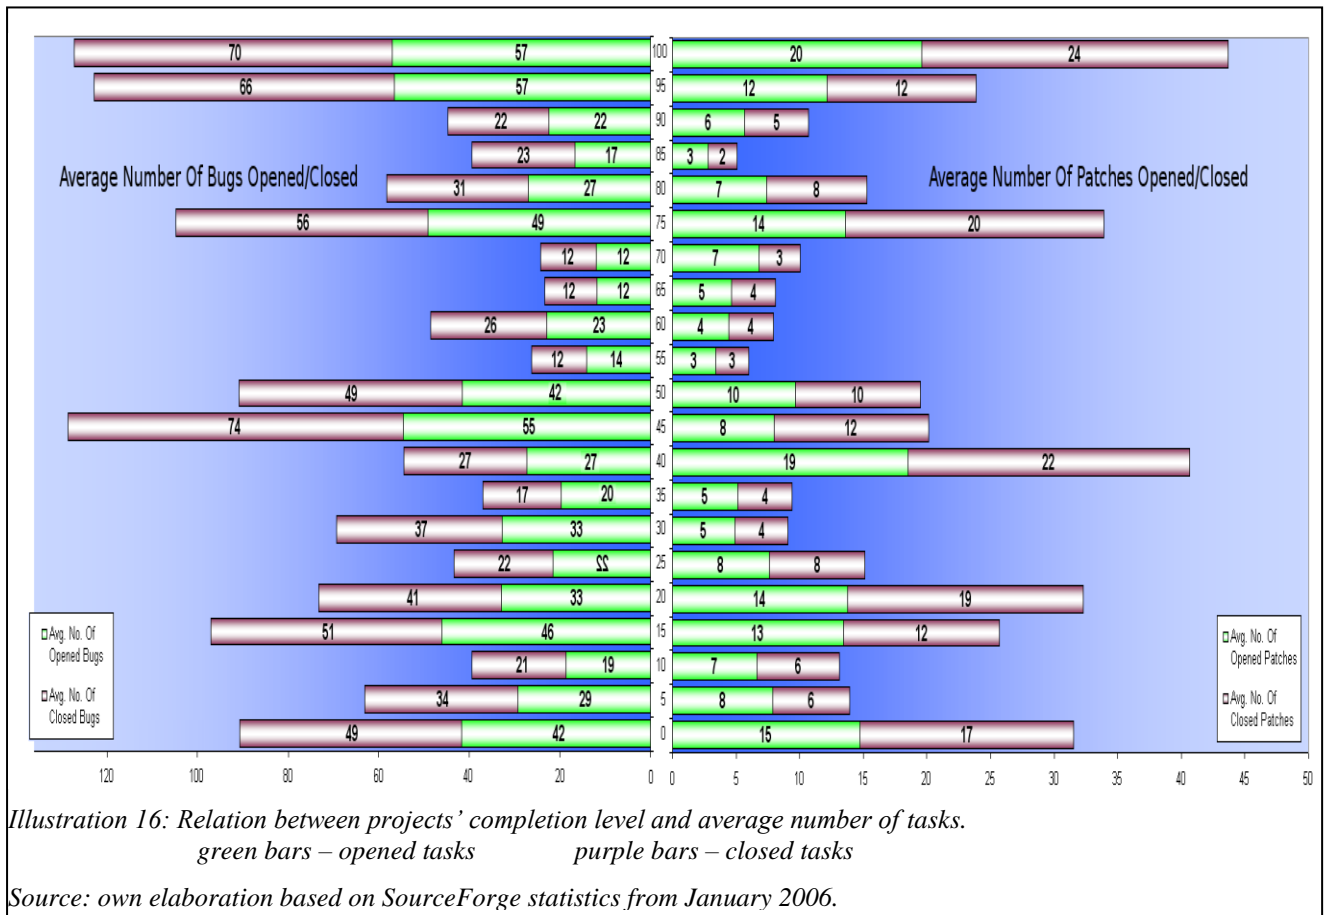 70 57 100 20 24
66 57 95 12 12
22 22 90 6 5
23 17 85 3 2
Average Number Of Bugs Opened/Closed
Average Number Of Patches Opened/Closed
31 27 80 7 8
56 49 75 14 20
12 12 70 7 3
12 12 65 5 4
26 23 60 4 4
12 14 55 3 3
49 42 50 10 10
74 55 45 8 12
27 27 40 19 22
17 20 35 5 4
37 33 30 5 4
22 22 25 8 8
41 33 20 14 19
51 46 15 13 12
21 19 10 7 6
34 29 5 8 6
49 42 0 15 17
Avg. No. Of
Opened Bugs
Avg. No. Of
Closed Bugs
Avg. No. Of
Opened Patches
Avg. No. Of
Closed Patches
120 100 80 60 40 20 0 0 5 10 15 20 25 30 35 40 45 50
Illustration 16: Relation between projects’ completion level and average number of tasks.
green bars – opened tasks purple bars – closed tasks
Source: own elaboration based on SourceForge statistics from January 2006.